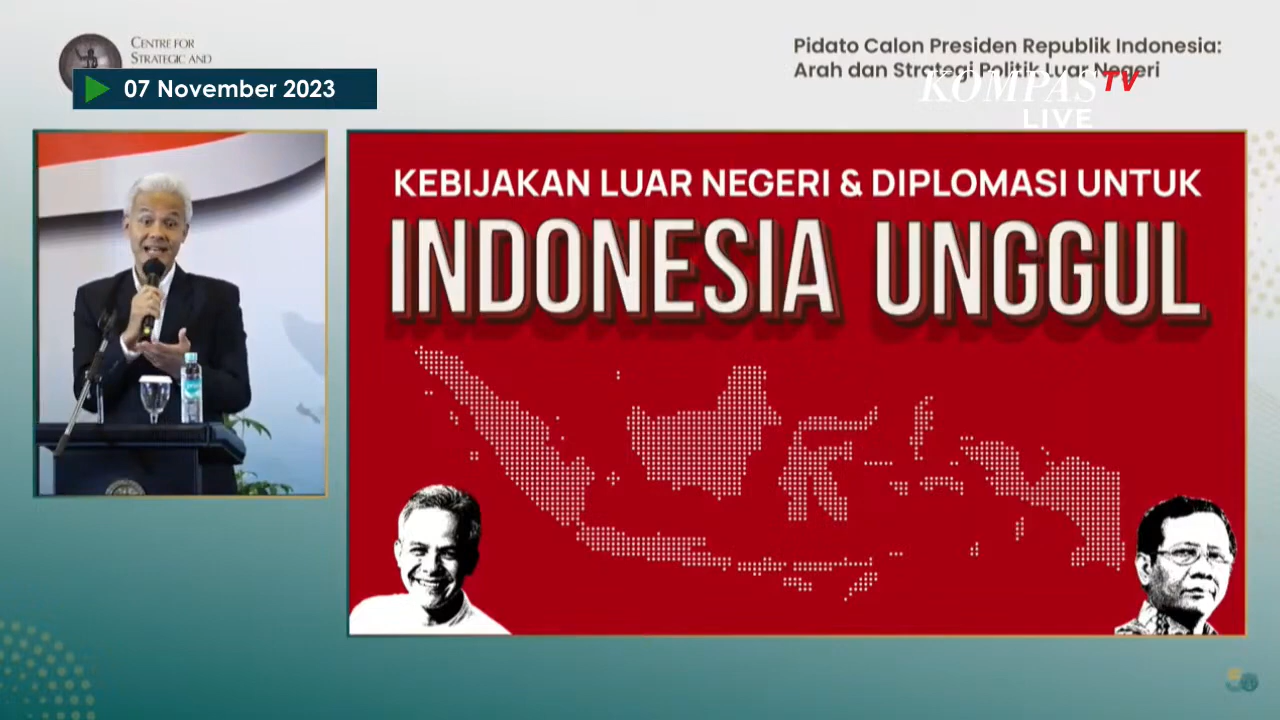 CENTRE FOR
STRATEGIC AND
07 November 2023
Pidato Calon Presiden Republik Indonesia:
Arah dan Strategi Politik Luar Negeri
KOMPAS TV
LIVE
KEBIJAKAN LUAR NEGERI & DIPLOMASI UNTUK
INDONESIA UNGGUL